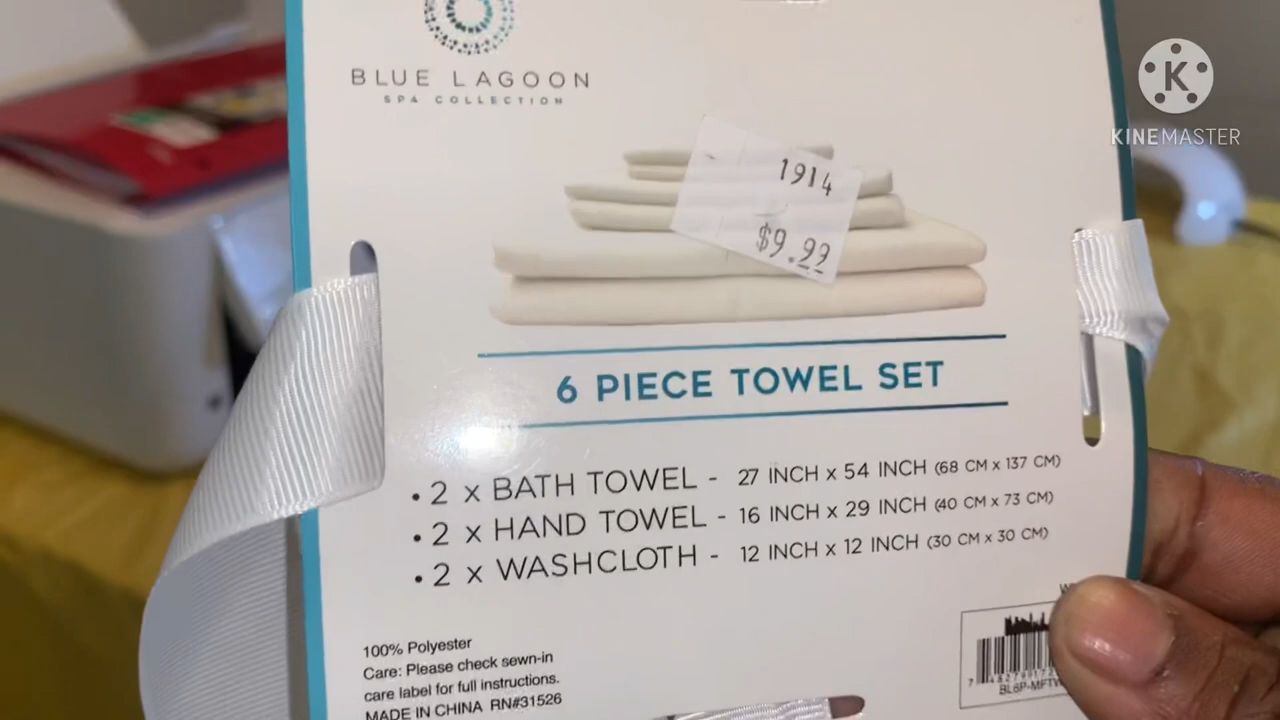 BLUE LAGOON
SPA COLLECTION
K
KINEMASTER
1914
$9.99
6 PIECE TOWEL SET
• 2 x BATH TOWEL - 27 INCH x 54 INCH (68 CM x 137 CM)
• 2 x HAND TOWEL - 16 INCH x 29 INCH (40 CM x 73 CM)
• 2 x WASHCLOTH - 12 INCH x 12 INCH (30 CM x 30 CM)
100% Polyester
Care: Please check sewn-in
care label for full instructions.
MADE IN CHINA RN#31526